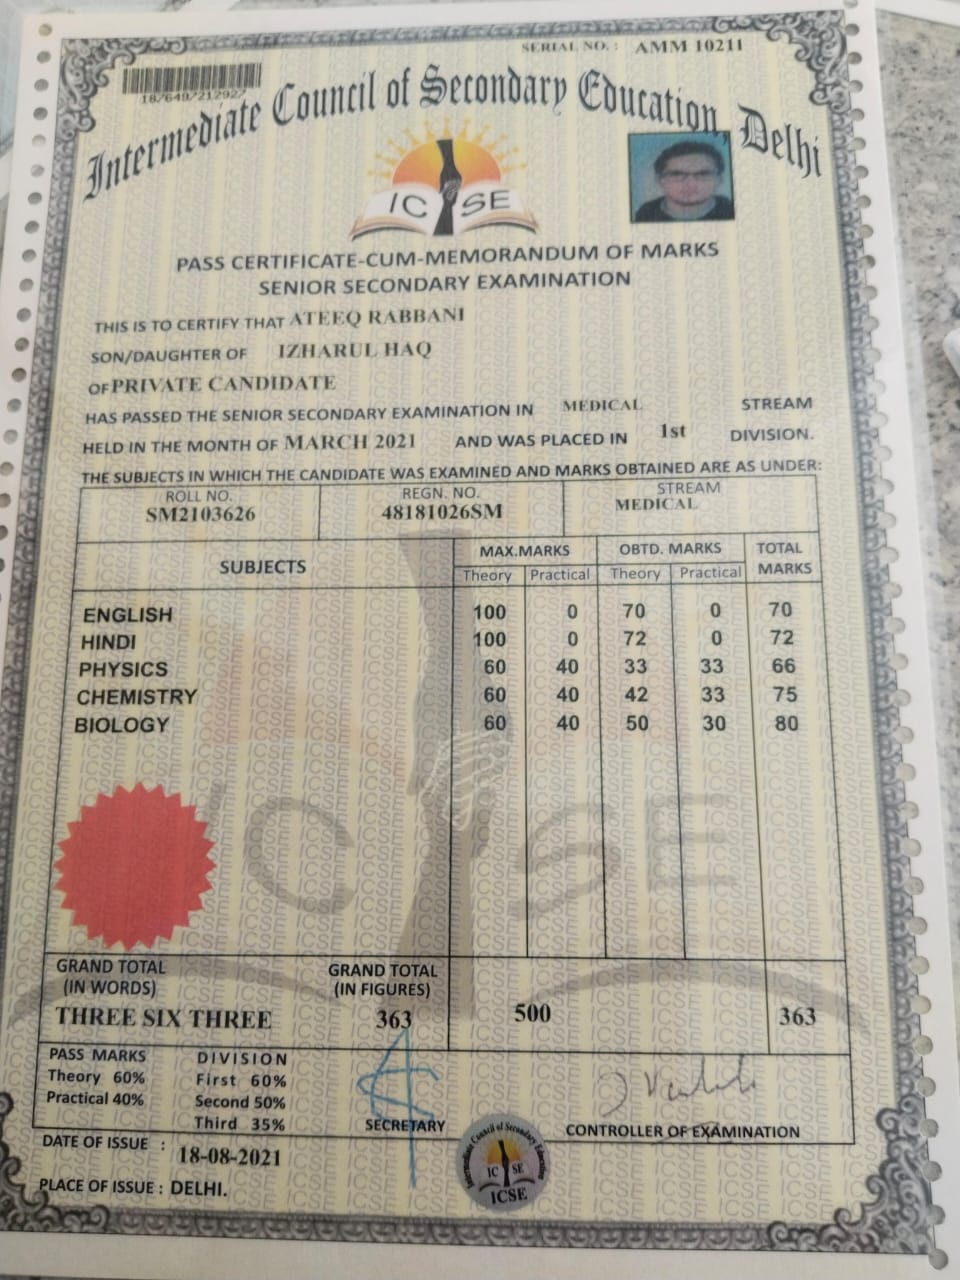 SERIAL NO. : AMM 10211
Intermediate Council of Secondary Education, Delhi
IC SE
PASS CERTIFICATE-CUM-MEMORANDUM OF MARKS
SENIOR SECONDARY EXAMINATION
THIS IS TO CERTIFY THAT ATEEQ RABBANI
SON/DAUGHTER OF IZHARUL HAQ
OF PRIVATE CANDIDATE
HAS PASSED THE SENIOR SECONDARY EXAMINATION IN MEDICAL STREAM
HELD IN THE MONTH OF MARCH 2021 AND WAS PLACED IN 1st DIVISION.
THE SUBJECTS IN WHICH THE CANDIDATE WAS EXAMINED AND MARKS OBTAINED ARE AS UNDER:
ROLL NO. REGN. NO. STREAM
SM2103626 48181026SM MEDICAL
SUBJECTS MAX.MARKS OBTD. MARKS TOTAL MARKS
Theory Practical Theory Practical
ENGLISH 100 0 70 0 70
HINDI 100 0 72 0 72
PHYSICS 60 40 33 33 66
CHEMISTRY 60 40 42 33 75
BIOLOGY 60 40 50 30 80
GRAND TOTAL (IN WORDS) GRAND TOTAL (IN FIGURES)
THREE SIX THREE 363 500 363
PASS MARKS DIVISION
Theory 60% First 60%
Practical 40% Second 50%
Third 35%
SECRETARY CONTROLLER OF EXAMINATION
DATE OF ISSUE : 18-08-2021
PLACE OF ISSUE : DELHI.
Intermediate Council of Secondary Education
IC SE
ICSE